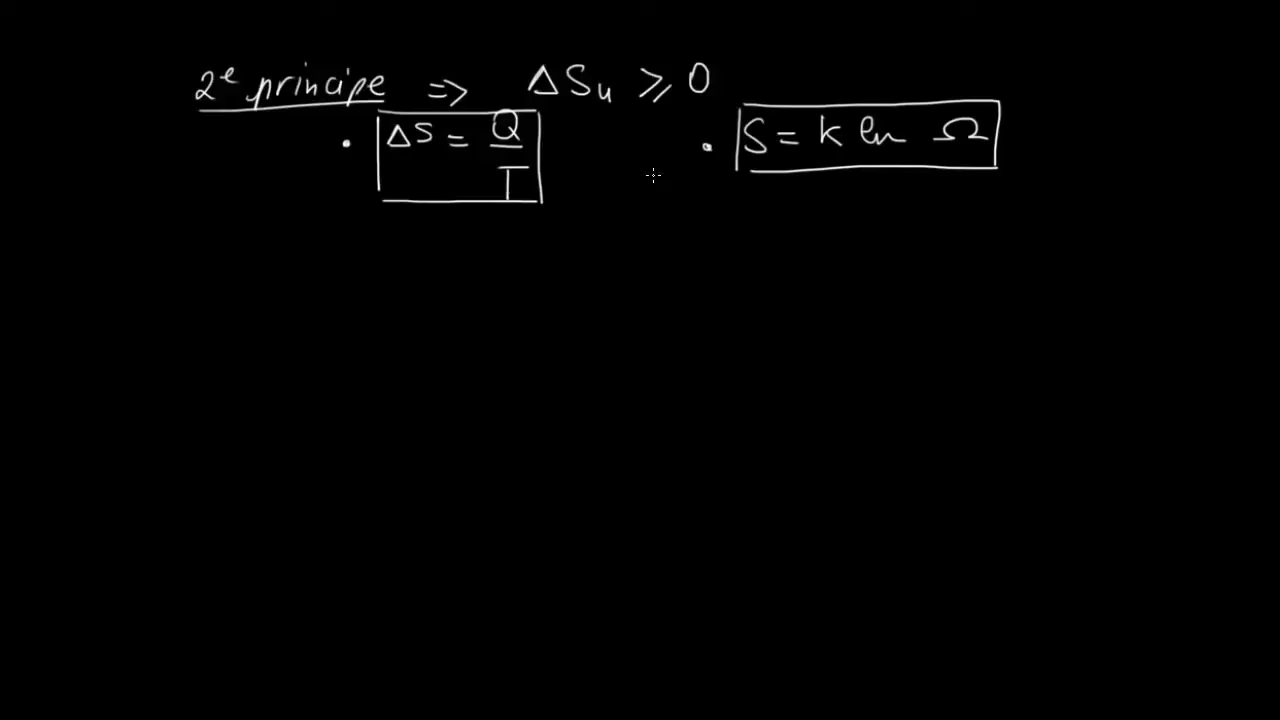 2e principe => ΔSu ⩾ 0
• ΔS = Q/T • S = k ln Ω